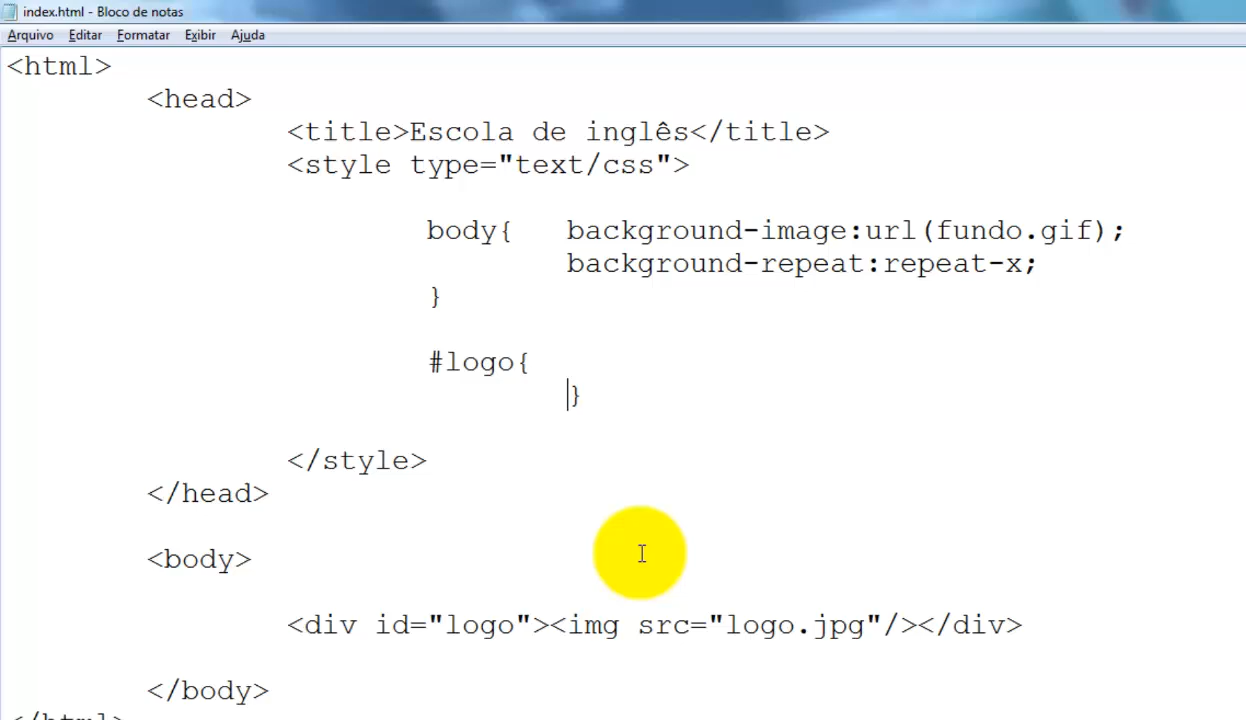 index.html - Bloco de notas
Arquivo Editar Formatar Exibir Ajuda
<html>
<head>
<title>Escola de inglês</title>
<style type="text/css">
body{ background-image:url(fundo.gif);
background-repeat:repeat-x;
}
#logo{
}
</style>
</head>
<body>
<div id="logo"><img src="logo.jpg"/></div>
</body>
</html>